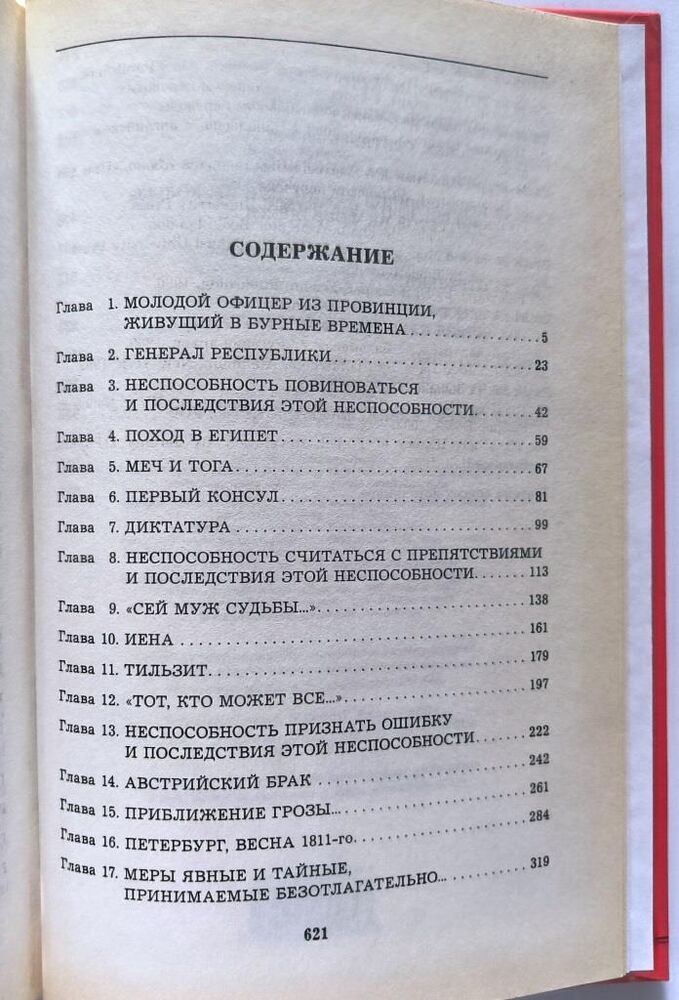 СОДЕРЖАНИЕ
Глава 1. МОЛОДОЙ ОФИЦЕР ИЗ ПРОВИНЦИИ,
ЖИВУЩИЙ В БУРНЫЕ ВРЕМЕНА.................5
Глава 2. ГЕНЕРАЛ РЕСПУБЛИКИ.................23
Глава 3. НЕСПОСОБНОСТЬ ПОВИНОВАТЬСЯ
И ПОСЛЕДСТВИЯ ЭТОЙ НЕСПОСОБНОСТИ........42
Глава 4. ПОХОД В ЕГИПЕТ.................59
Глава 5. МЕЧ И ТОГА.................67
Глава 6. ПЕРВЫЙ КОНСУЛ.................81
Глава 7. ДИКТАТУРА.................99
Глава 8. НЕСПОСОБНОСТЬ СЧИТАТЬСЯ С ПРЕПЯТСТВИЯМИ
И ПОСЛЕДСТВИЯ ЭТОЙ НЕСПОСОБНОСТИ........113
Глава 9. «СЕЙ МУЖ СУДЬБЫ...».................138
Глава 10. ИЕНА.................161
Глава 11. ТИЛЬЗИТ.................179
Глава 12. «ТОТ, КТО МОЖЕТ ВСЕ...».................197
Глава 13. НЕСПОСОБНОСТЬ ПРИЗНАТЬ ОШИБКУ
И ПОСЛЕДСТВИЯ ЭТОЙ НЕСПОСОБНОСТИ........222
Глава 14. АВСТРИЙСКИЙ БРАК.................242
Глава 15. ПРИБЛИЖЕНИЕ ГРОЗЫ.................261
Глава 16. ПЕТЕРБУРГ, ВЕСНА 1811-го.................284
Глава 17. МЕРЫ ЯВНЫЕ И ТАЙНЫЕ,
ПРИНИМАЕМЫЕ БЕЗОТЛАГАТЕЛЬНО.............319
621